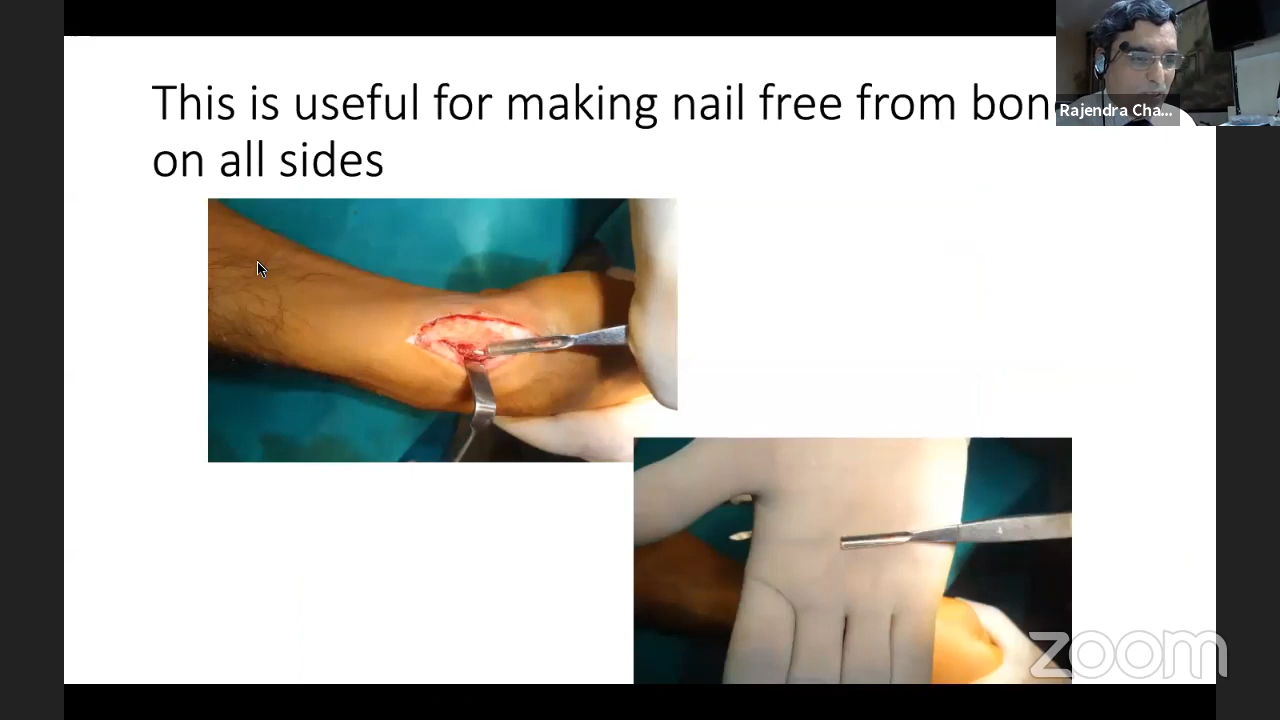 This is useful for making nail free from bon
on all sides
Rajendra Cha...
zoom